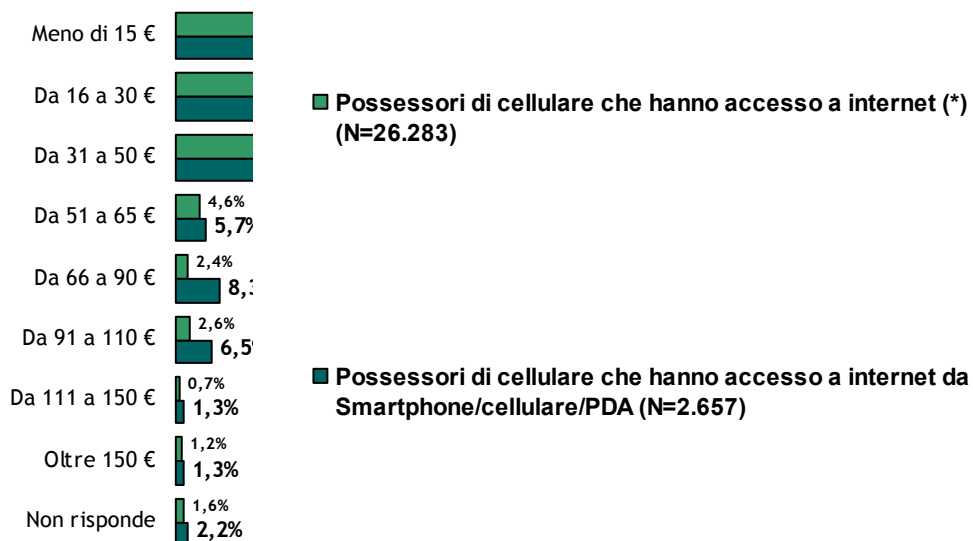 Meno di 15 €
Da 16 a 30 €
Possessori di cellulare che hanno accesso a internet (*)
(N=26.283)
Da 31 a 50 €
Da 51 a 65 €
4,6%
5,7%
Da 66 a 90 €
2,4%
8,3
Da 91 a 110 €
2,6%
6,5%
Da 111 a 150 €
0,7%
1,3%
Possessori di cellulare che hanno accesso a internet da
Smartphone/cellulare/PDA (N=2.657)
Oltre 150 €
1,2%
1,3%
Non risponde
1,6%
2,2%